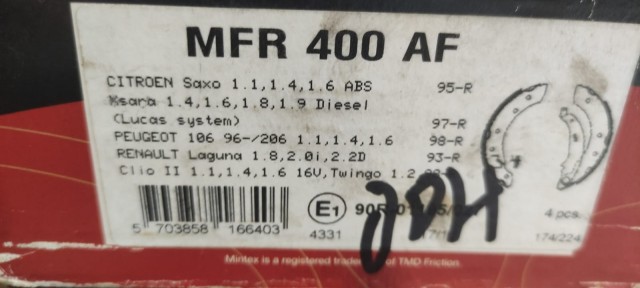 MFR 400 AF
CITROEN Saxo 1.1,1.4,1.6 ABS 95-R
Xsara 1.4,1.6,1.8,1.9 Diesel
(Lucas system) 97-R
PEUGEOT 106 96-/206 1.1,1.4,1.6 98-R
RENAULT Laguna 1.8,2.0i,2.2D 93-R
Clio II 1.1,1.4,1.6 16V,Twingo 1.2
E1 4 pcs.
5 703858 166403 4331 174/224
Mintex is a registered of TMD Friction